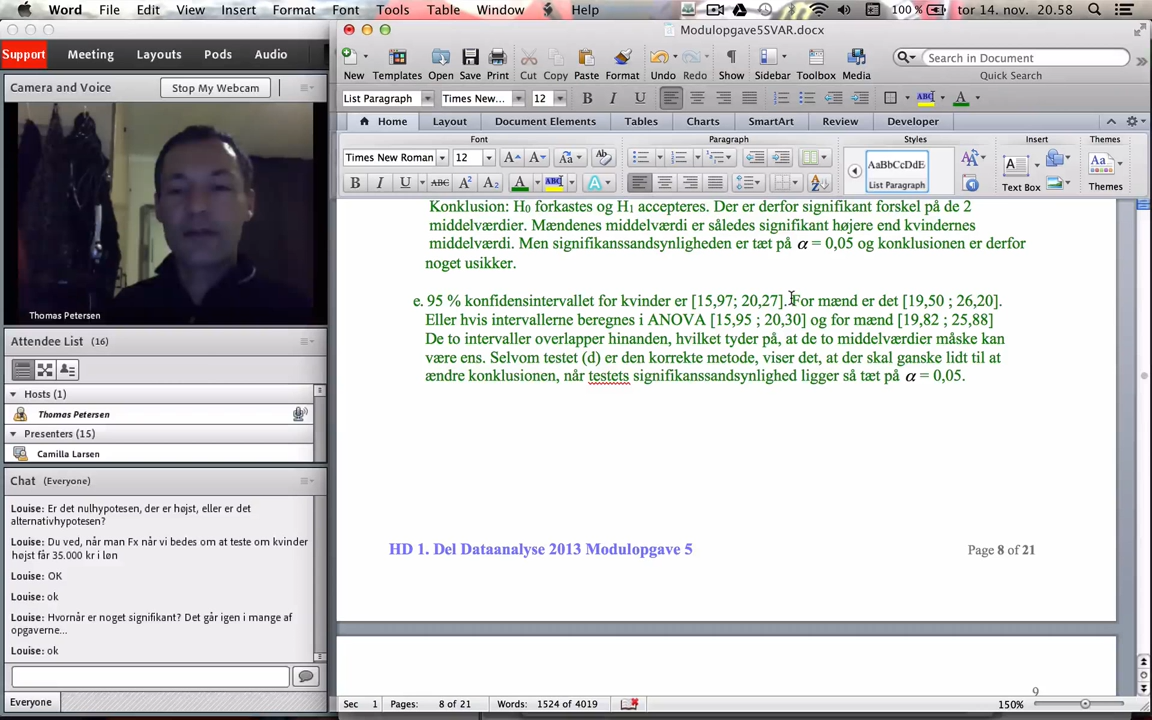 Word File Edit View Insert Format Font Tools Table Window Help 100 % tor 14. nov. 20.58
Support Meeting Layouts Pods Audio
Camera and Voice Stop My Webcam
Thomas Petersen
Attendee List (16)
Hosts (1)
Thomas Petersen
Presenters (15)
Camilla Larsen
Chat (Everyone)
Louise: Er det nulhypotesen, der er højst, eller er det
alternativhypotesen?
Louise: Du ved, når man Fx når vi bedes om at teste om kvinder
højst får 35.000 kr i løn
Louise: OK
Louise: ok
Louise: Hvornår er noget signifikant? Det går igen i mange af
opgaverne...
Louise: ok
Everyone
Modulopgave5SVAR.docx
New Templates Open Save Print Cut Copy Paste Format Undo Redo Show Sidebar Toolbox Media
Search in Document
Quick Search
List Paragraph Times New... 12 B I U ABC A
Home Layout Document Elements Tables Charts SmartArt Review Developer
Font Paragraph Styles Insert Themes
Times New Roman 12 A A Aa
B I U ABC A² A₂ A ABC A
AaBbCcDdE
List Paragraph
A Text Box
Aa Themes
Konklusion: H₀ forkastes og H₁ accepteres. Der er derfor signifikant forskel på de 2
middelværdier. Mændenes middelværdi er således signifikant højere end kvindernes
middelværdi. Men signifikanssandsynligheden er tæt på α = 0,05 og konklusionen er derfor
noget usikker.
e. 95 % konfidensintervallet for kvinder er [15,97; 20,27]. For mænd er det [19,50 ; 26,20].
Eller hvis intervallerne beregnes i ANOVA [15,95 ; 20,30] og for mænd [19,82 ; 25,88]
De to intervaller overlapper hinanden, hvilket tyder på, at de to middelværdier måske kan
være ens. Selvom testet (d) er den korrekte metode, viser det, at der skal ganske lidt til at
ændre konklusionen, når testets signifikanssandsynlighed ligger så tæt på α = 0,05.
HD 1. Del Dataanalyse 2013 Modulopgave 5 Page 8 of 21
9
Sec 1 Pages: 8 of 21 Words: 1524 of 4019 150%